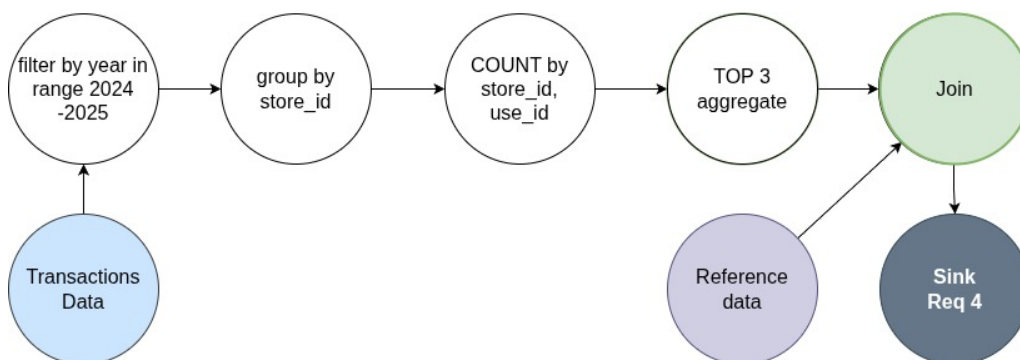 filter by year in
range 2024
-2025
group by
store_id
COUNT by
store_id,
use_id
TOP 3
aggregate
Join
Transactions
Data
Reference
data
Sink
Req 4